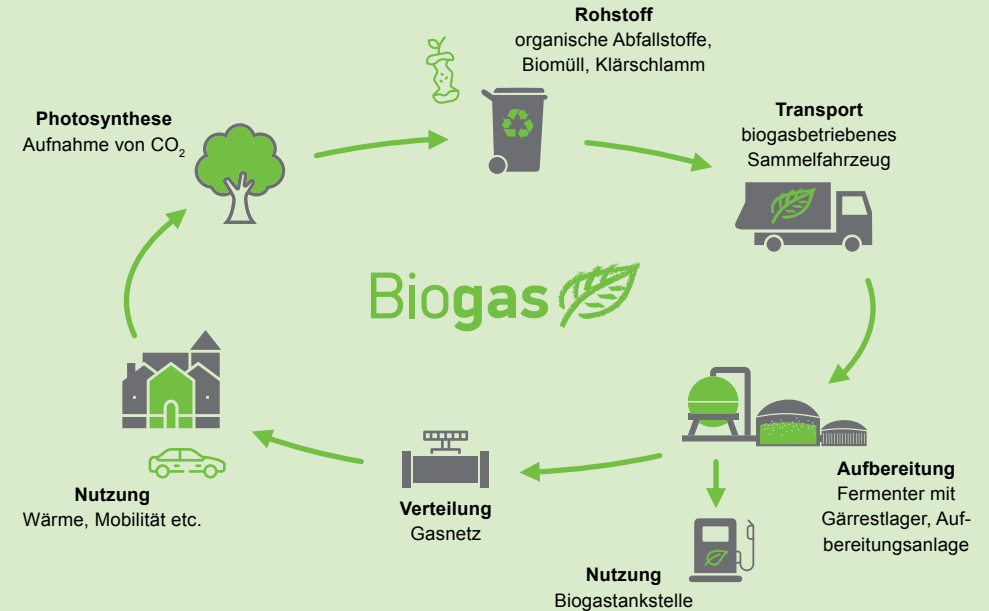 Rohstoff
organische Abfallstoffe,
Biomüll, Klärschlamm
Transport
biogasbetriebenes
Sammelfahrzeug
Photosynthese
Aufnahme von CO₂
Biogas
Aufbereitung
Fermenter mit
Gärrestlager, Auf-
bereitungsanlage
Nutzung
Wärme, Mobilität etc.
Verteilung
Gasnetz
Nutzung
Biogastankstelle